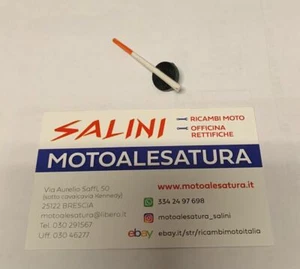 SALINI
RICAMBI MOTO
OFFICINA
RETTIFICHE
MOTOALESATURA
Via Aurelio Saffi, 50
(sotto cavalcavia Kennedy)
25122 BRESCIA
motoalesatura@libero.it
Tel. 030 291567
Uff. 030 46277
www.motoalesatura.it
334 24 97 698
motoalesatura_salini
ebay ebay.it/str/ricambimotoitalia